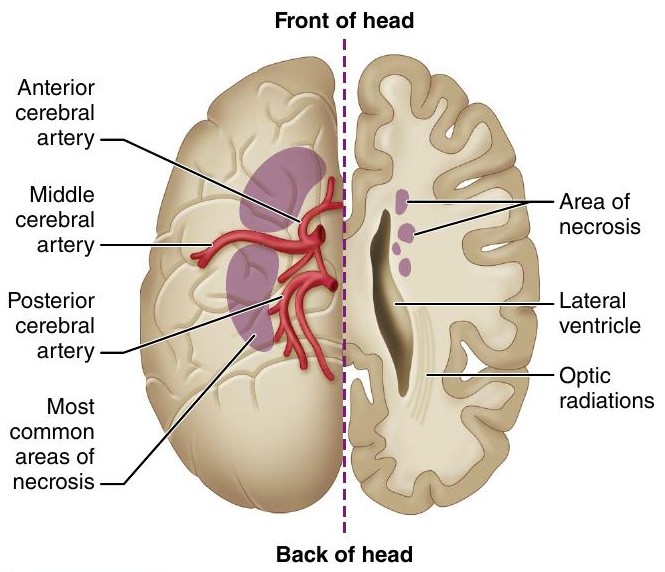 Front of head
Anterior
cerebral
artery
Middle
cerebral
artery
Posterior
cerebral
artery
Most
common
areas of
necrosis
Area of
necrosis
Lateral
ventricle
Optic
radiations
Back of head